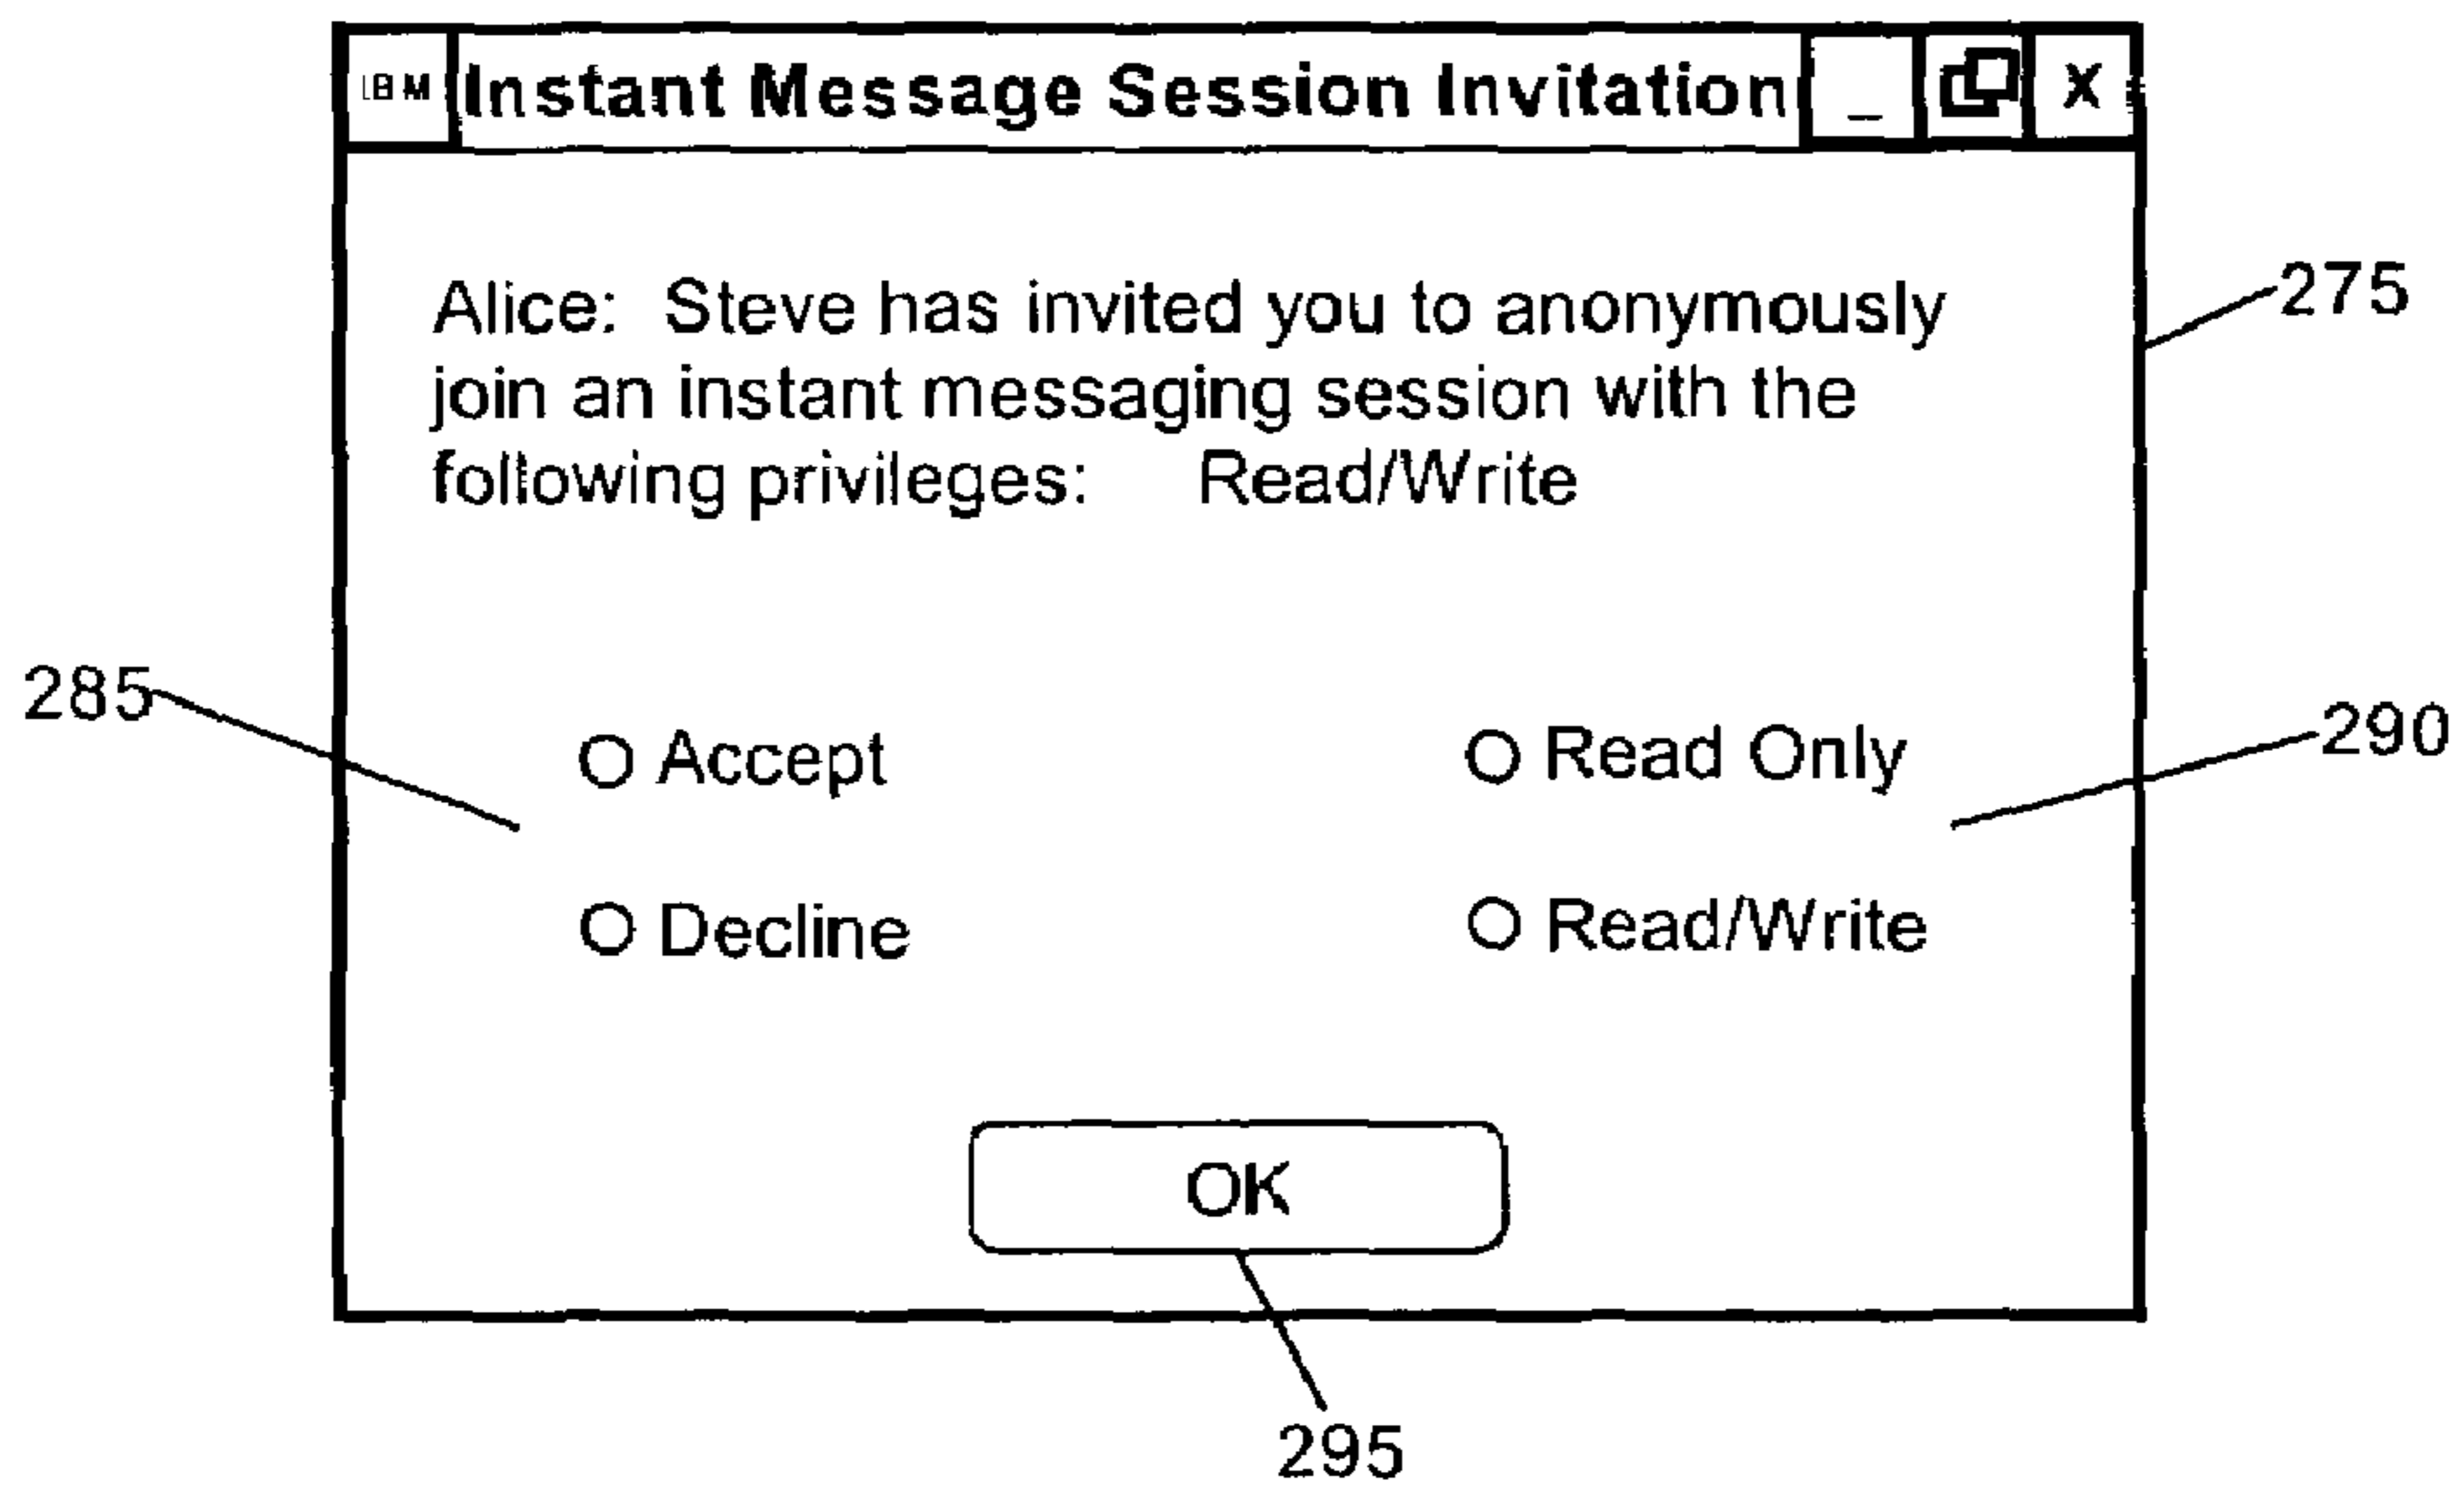 IBM Instant Message Session Invitation _ X
Alice: Steve has invited you to anonymously
join an instant messaging session with the
following privileges: Read/Write
275
285
290
Accept Read Only
Decline Read/Write
OK
295